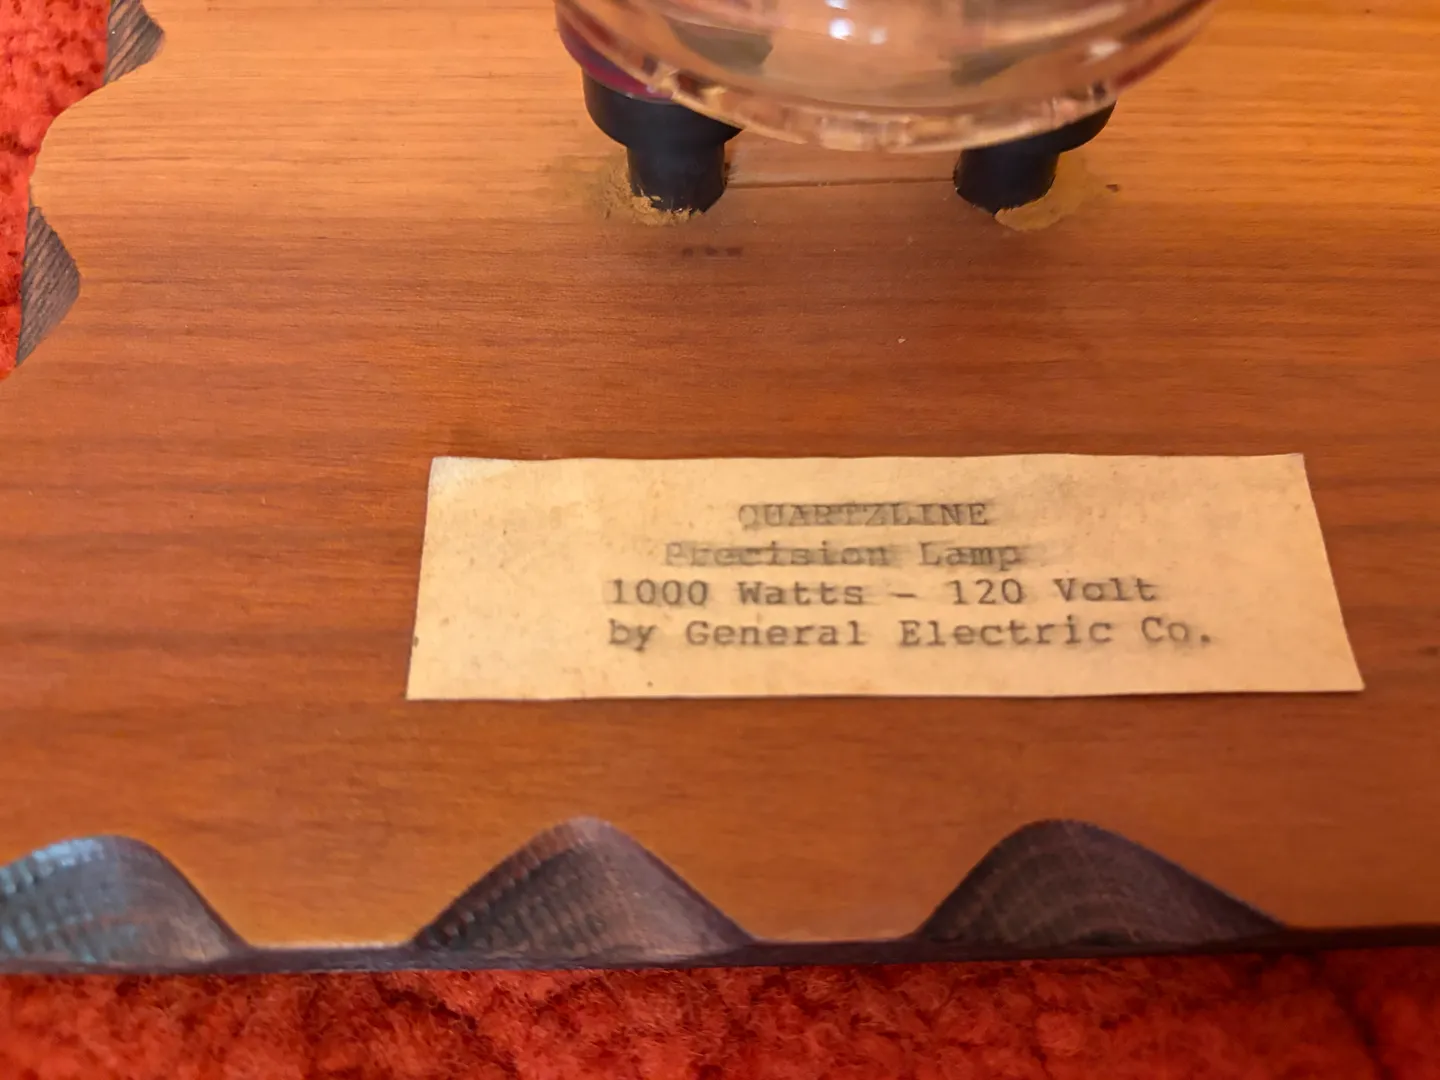 QUARTZLINE
Precision Lamp
1000 Watts - 120 Volt
by General Electric Co.